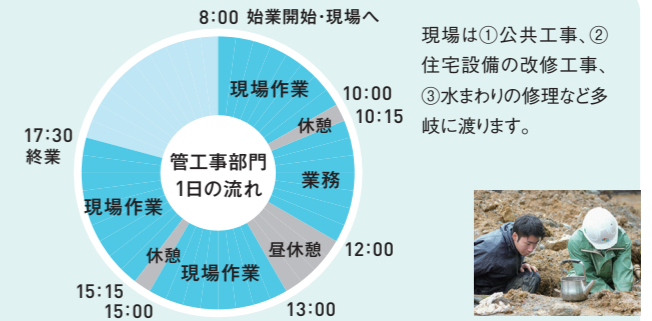 8:00 始業開始・現場へ
現場作業
10:00
休憩
10:15
業務
12:00
昼休憩
13:00
現場作業
15:00
15:15
休憩
現場作業
17:30
終業
管工事部門
1日の流れ
現場は①公共工事、②
住宅設備の改修工事、
③水まわりの修理など多
岐に渡ります。